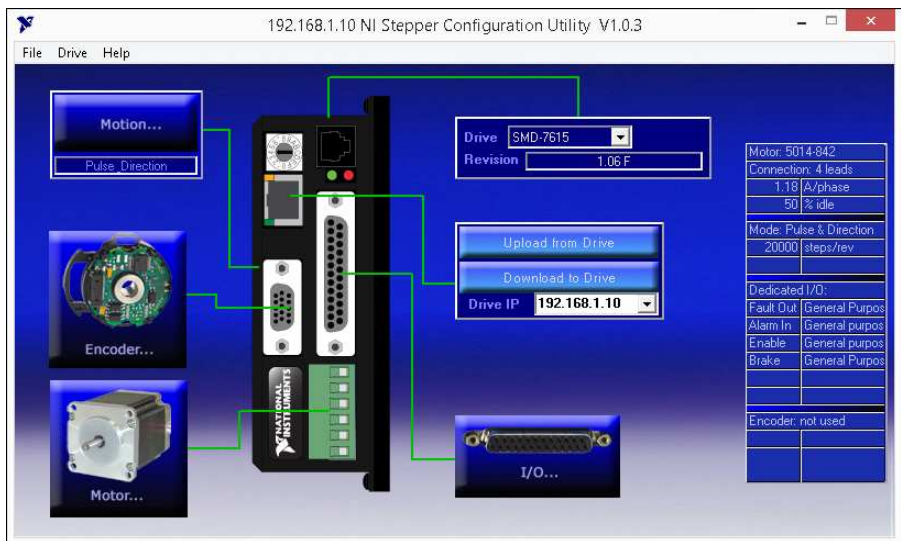 192.168.1.10 NI Stepper Configuration Utility V1.0.3
File Drive Help
Motion...
Pulse_Direction
Encoder...
Motor...
NATIONAL
INSTRUMENTS
Drive SMD-7615
Revision 1.06 F
Upload from Drive
Download to Drive
Drive IP 192.168.1.10
I/O...
Motor: 5014-842
Connection: 4 leads
1.18 A/phase
50 % idle
Mode: Pulse & Direction
20000 steps/rev
Dedicated I/O:
Fault Out General Purpos
Alarm In General purpos
Enable General purpos
Brake General Purpos
Encoder: not used